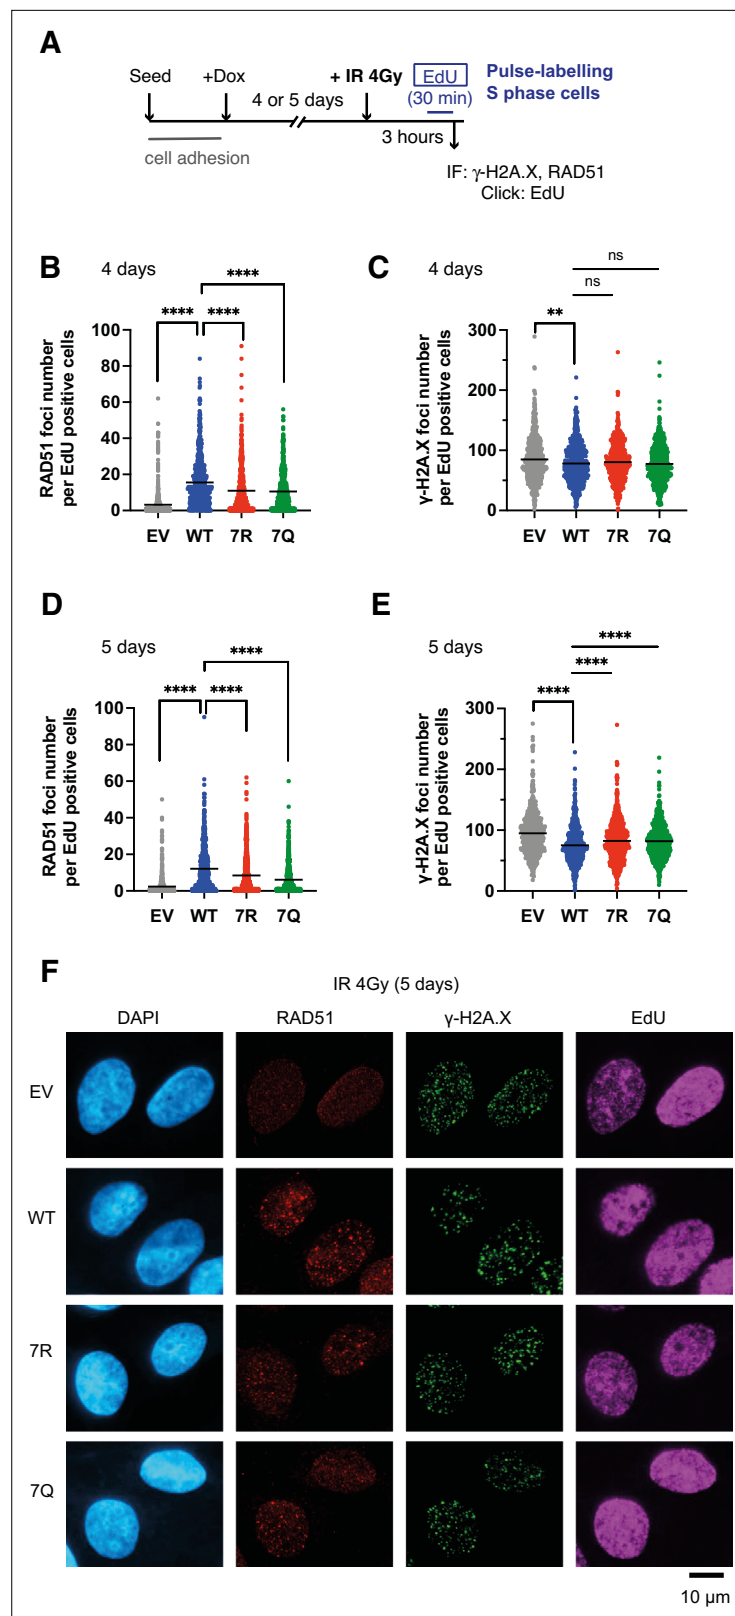 A
Seed
+Dox
+ IR 4Gy
EdU
Pulse-labelling
4 or 5 days
(30 min)
S phase cells
3 hours
cell adhesion
IF: γ-H2A.X, RAD51
Click: EdU
B
4 days
****
****
****
RAD51 foci number
per EdU positive cells
100
80
60
40
20
0
EV
WT
7R
7Q
C
4 days
ns
ns
**
γ-H2A.X foci number
per EdU positive cells
300
200
100
0
EV
WT
7R
7Q
D
5 days
****
****
****
RAD51 foci number
per EdU positive cells
100
80
60
40
20
0
EV
WT
7R
7Q
E
5 days
****
****
****
γ-H2A.X foci number
per EdU positive cells
300
200
100
0
EV
WT
7R
7Q
F
IR 4Gy (5 days)
DAPI
RAD51
γ-H2A.X
EdU
EV
WT
7R
7Q
10 μm